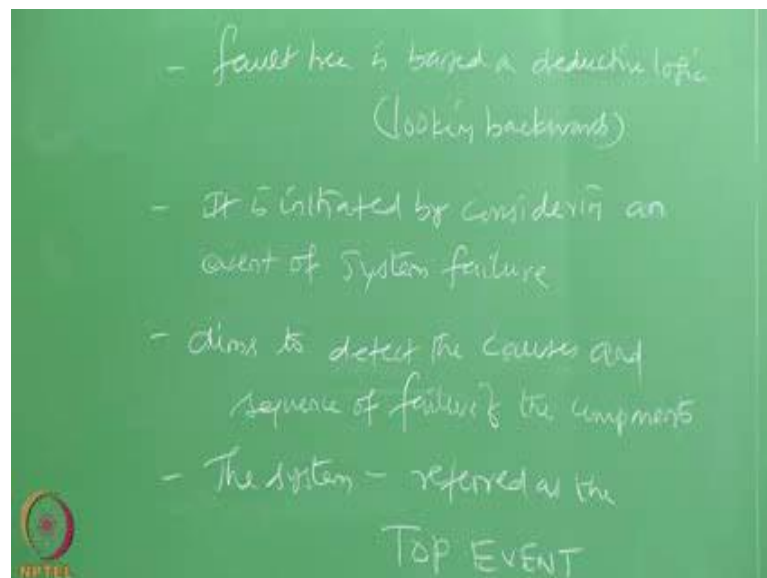 - fault tree is based on deductive logic
(looking backwards)
- It is initiated by considering an
event of system failure
- aims to detect the causes and
sequence of failure of the components
- The system - referred as the
TOP EVENT
NPTEL